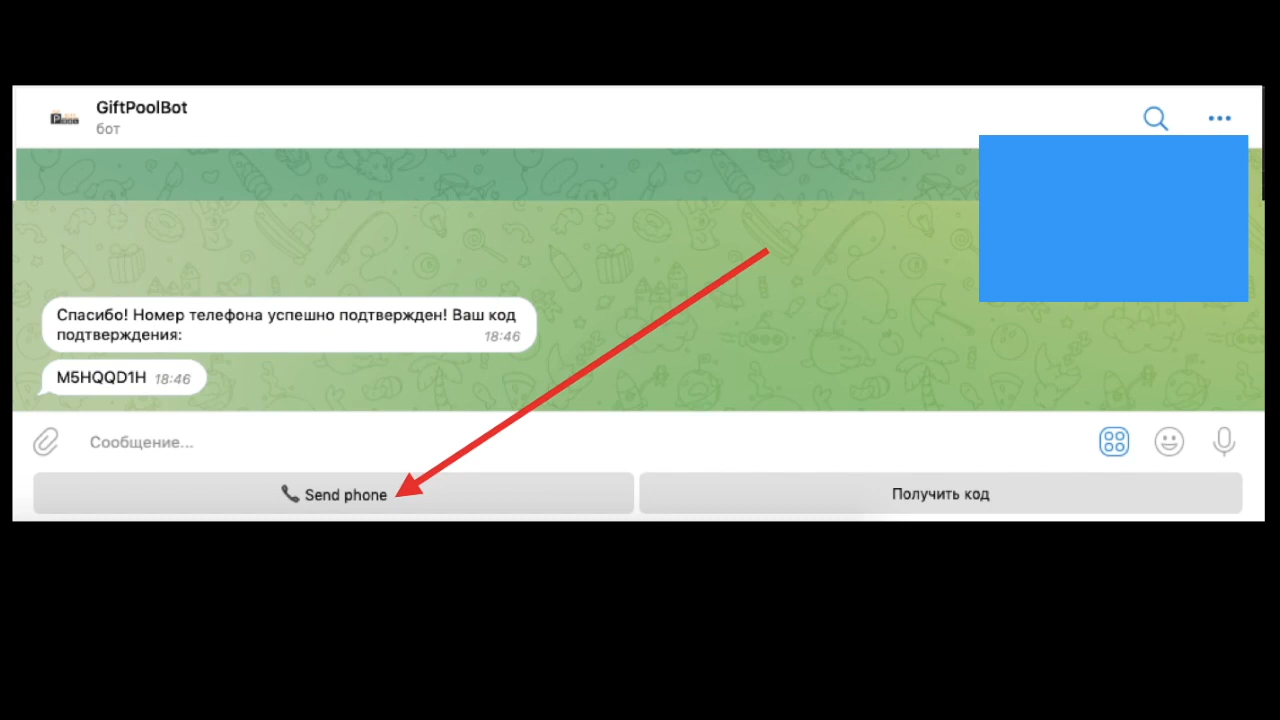 GiftPoolBot
бот
Спасибо! Номер телефона успешно подтвержден! Ваш код
подтверждения: 18:46
M5HQQD1H 18:46
Сообщение...
Send phone
Получить код